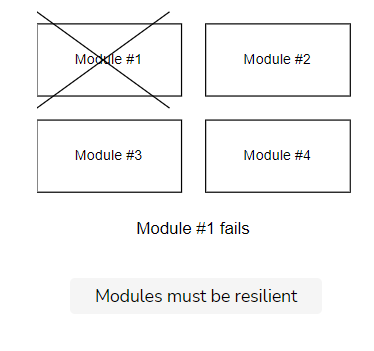 Module #1
Module #2
Module #3
Module #4
Module #1 fails
Modules must be resilient